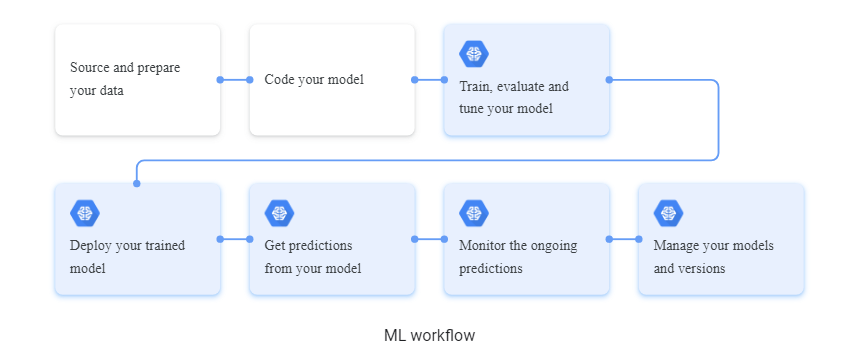 Source and prepare
your data
Code your model
Train, evaluate and
tune your model
Deploy your trained
model
Get predictions
from your model
Monitor the ongoing
predictions
Manage your models
and versions
ML workflow